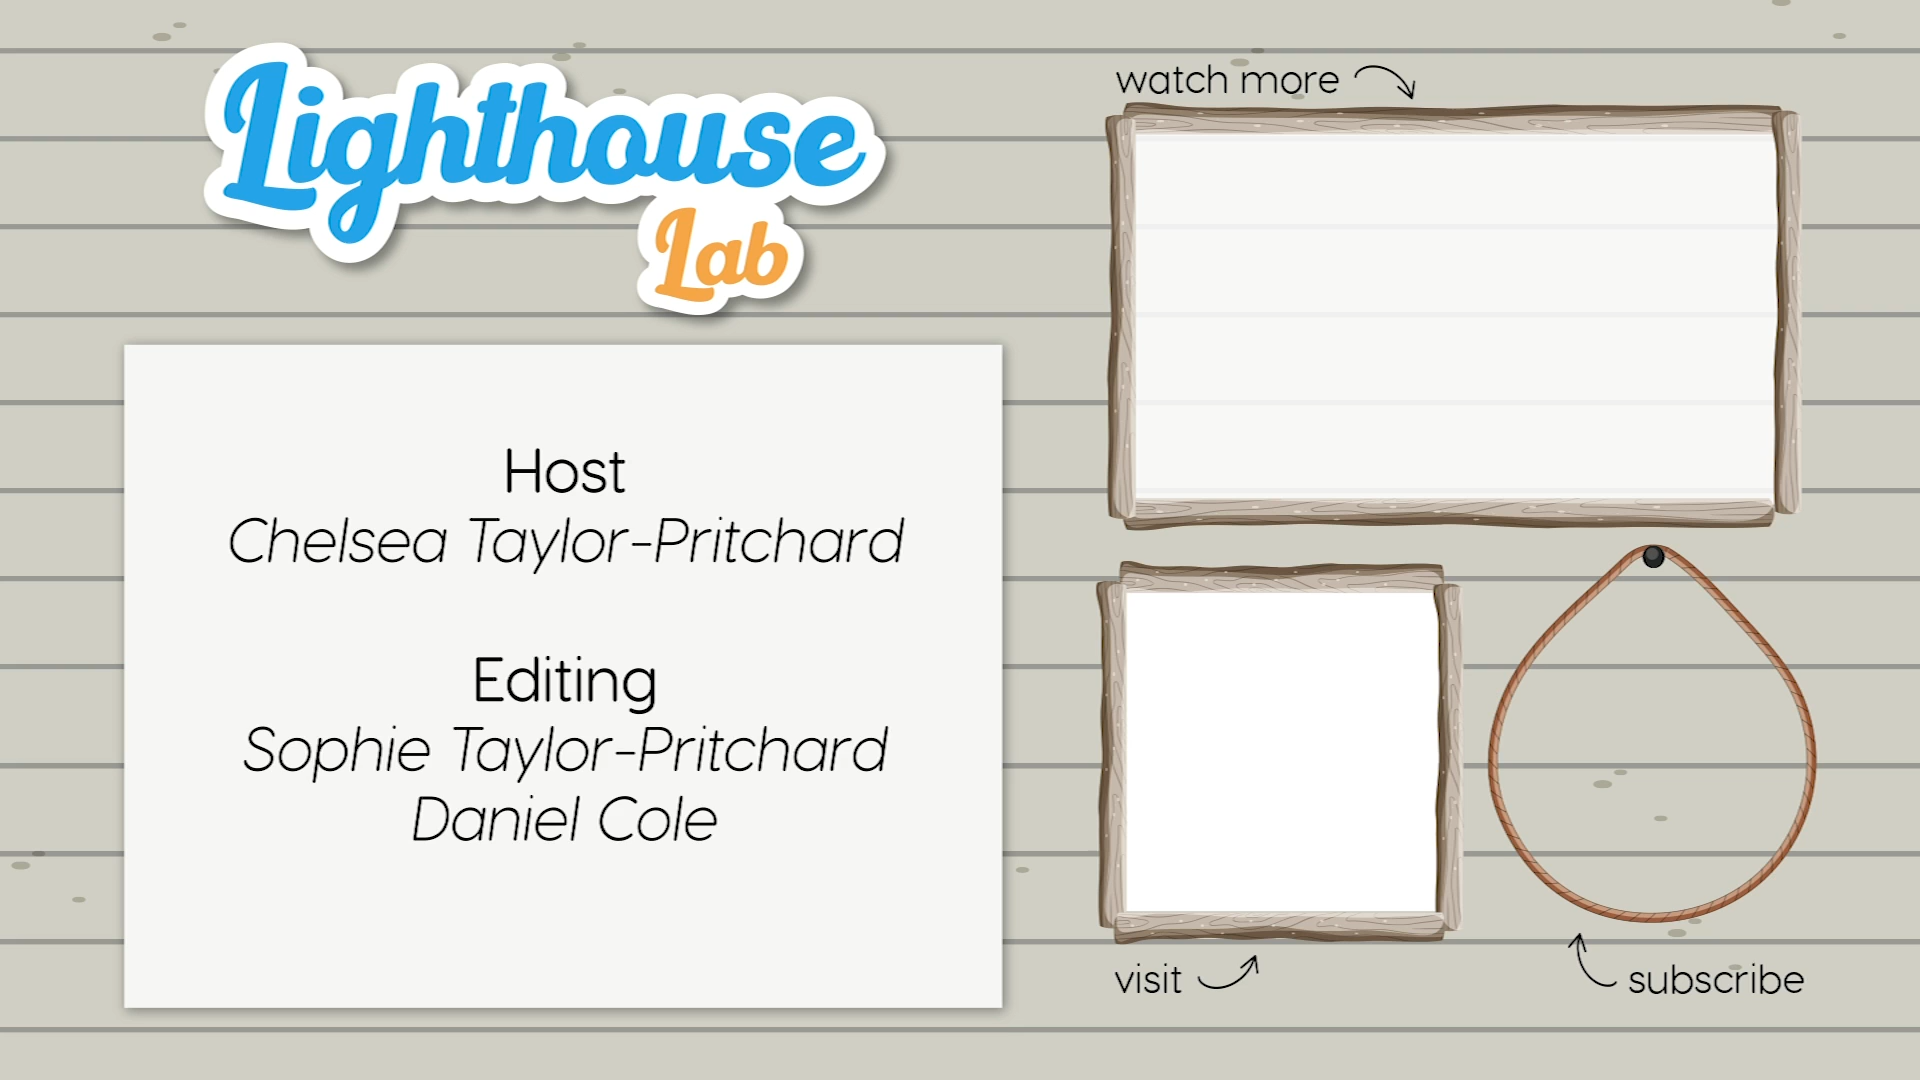 Lighthouse
Lab
Host
Chelsea Taylor-Pritchard
Editing
Sophie Taylor-Pritchard
Daniel Cole
watch more
visit
subscribe